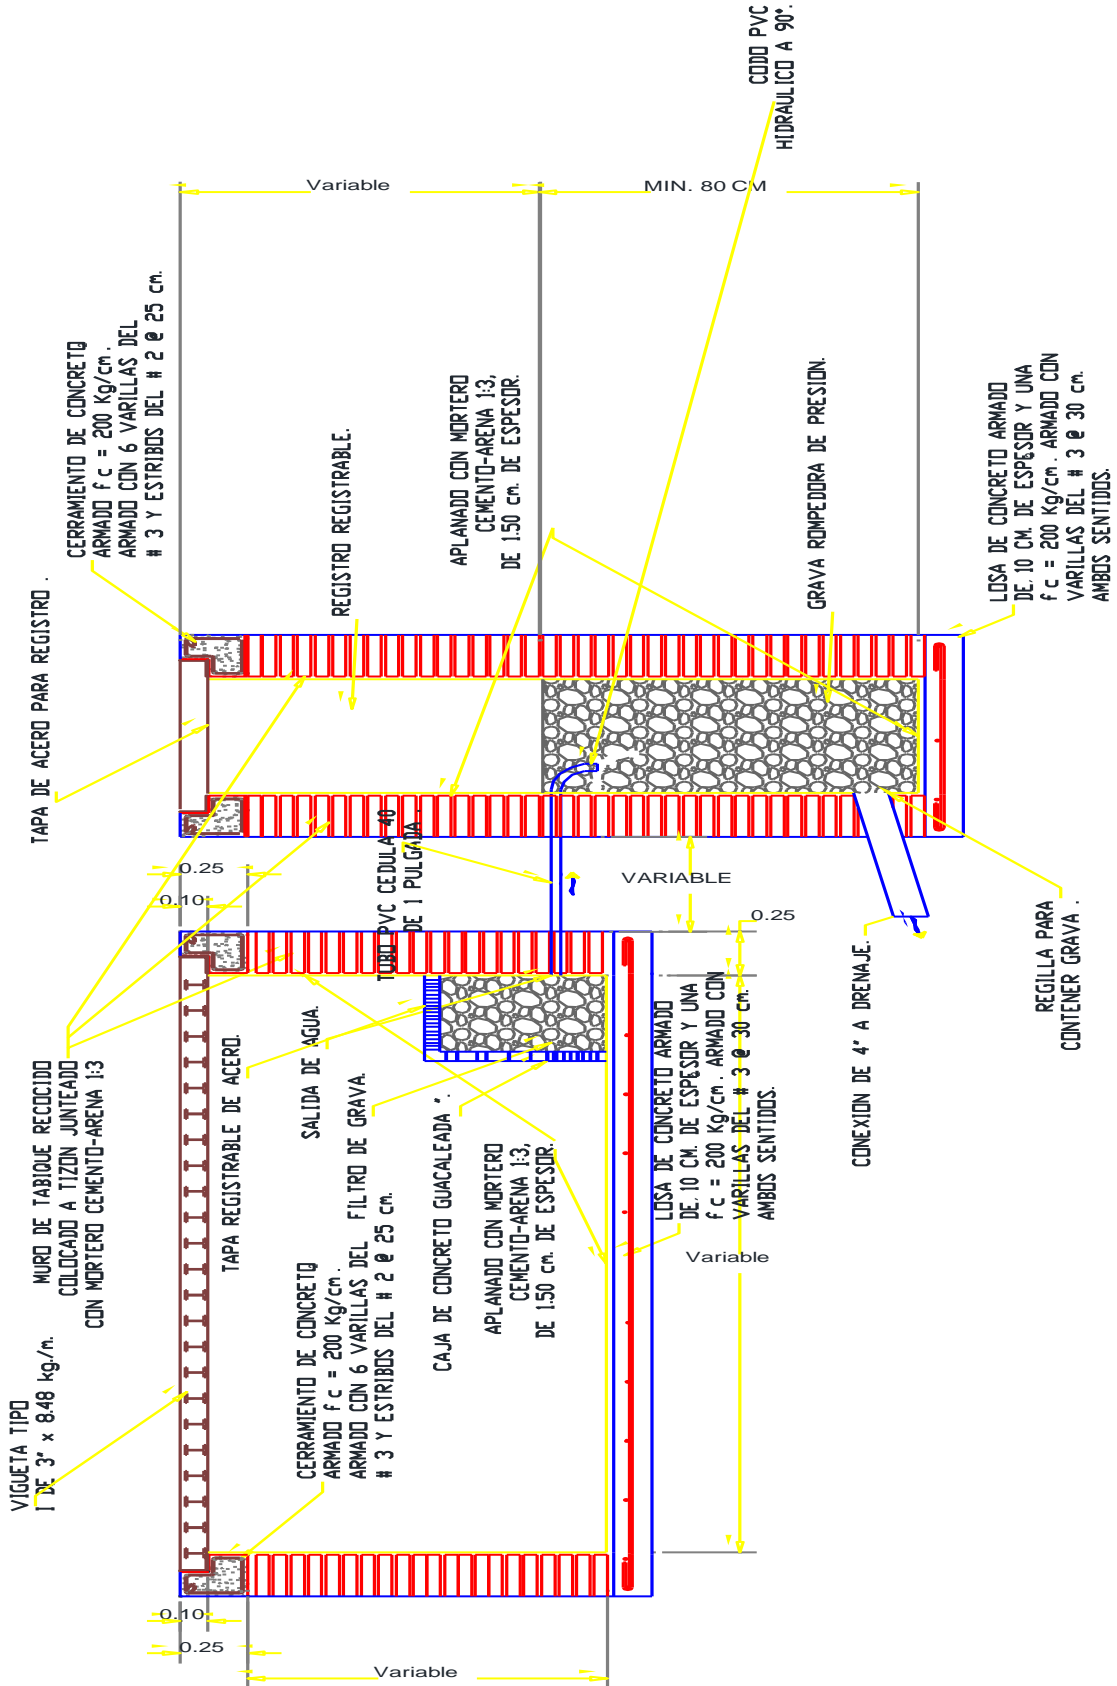 VIGUETA TIPO
I DE 3" x 8.48 kg./m.
MURO DE TABIQUE RECOCIDO
COLOCADO A TIZON JUNTEADO
CON MORTERO CEMENTO-ARENA 1:3
TAPA DE ACERO PARA REGISTRO .
CERRAMIENTO DE CONCRETO
ARMADO f c = 200 Kg/cm .
ARMADO CON 6 VARILLAS DEL
# 3 Y ESTRIBOS DEL # 2 @ 25 cm.
TAPA REGISTRABLE DE ACERO.
SALIDA DE AGUA.
FILTRO DE GRAVA.
CERRAMIENTO DE CONCRETO
ARMADO f c = 200 Kg/cm .
ARMADO CON 6 VARILLAS DEL
# 3 Y ESTRIBOS DEL # 2 @ 25 cm.
CAJA DE CONCRETO GUACALEADA ".
APLANADO CON MORTERO
CEMENTO-ARENA 1:3,
DE 1.50 cm. DE ESPESOR.
TUBO PVC CEDULA 40
DE 1 PULGADA .
REGISTRO REGISTRABLE.
APLANADO CON MORTERO
CEMENTO-ARENA 1:3,
DE 1.50 cm. DE ESPESOR.
LOSA DE CONCRETO ARMADO
DE, 10 CM. DE ESPESOR Y UNA
f c = 200 Kg/cm . ARMADO CON
VARILLAS DEL # 3 @ 30 cm.
AMBOS SENTIDOS.
CODO PVC
HIDRAULICO A 90°.
GRAVA ROMPEDORA DE PRESION.
CONEXION DE 4" A DRENAJE.
LOSA DE CONCRETO ARMADO
DE, 10 CM. DE ESPESOR Y UNA
f c = 200 Kg/cm . ARMADO CON
VARILLAS DEL # 3 @ 30 cm.
AMBOS SENTIDOS.
REGILLA PARA
CONTENER GRAVA .
Variable
MIN. 80 CM
0.25
0.10
VARIABLE
0.25
Variable
0.10
0.25
Variable